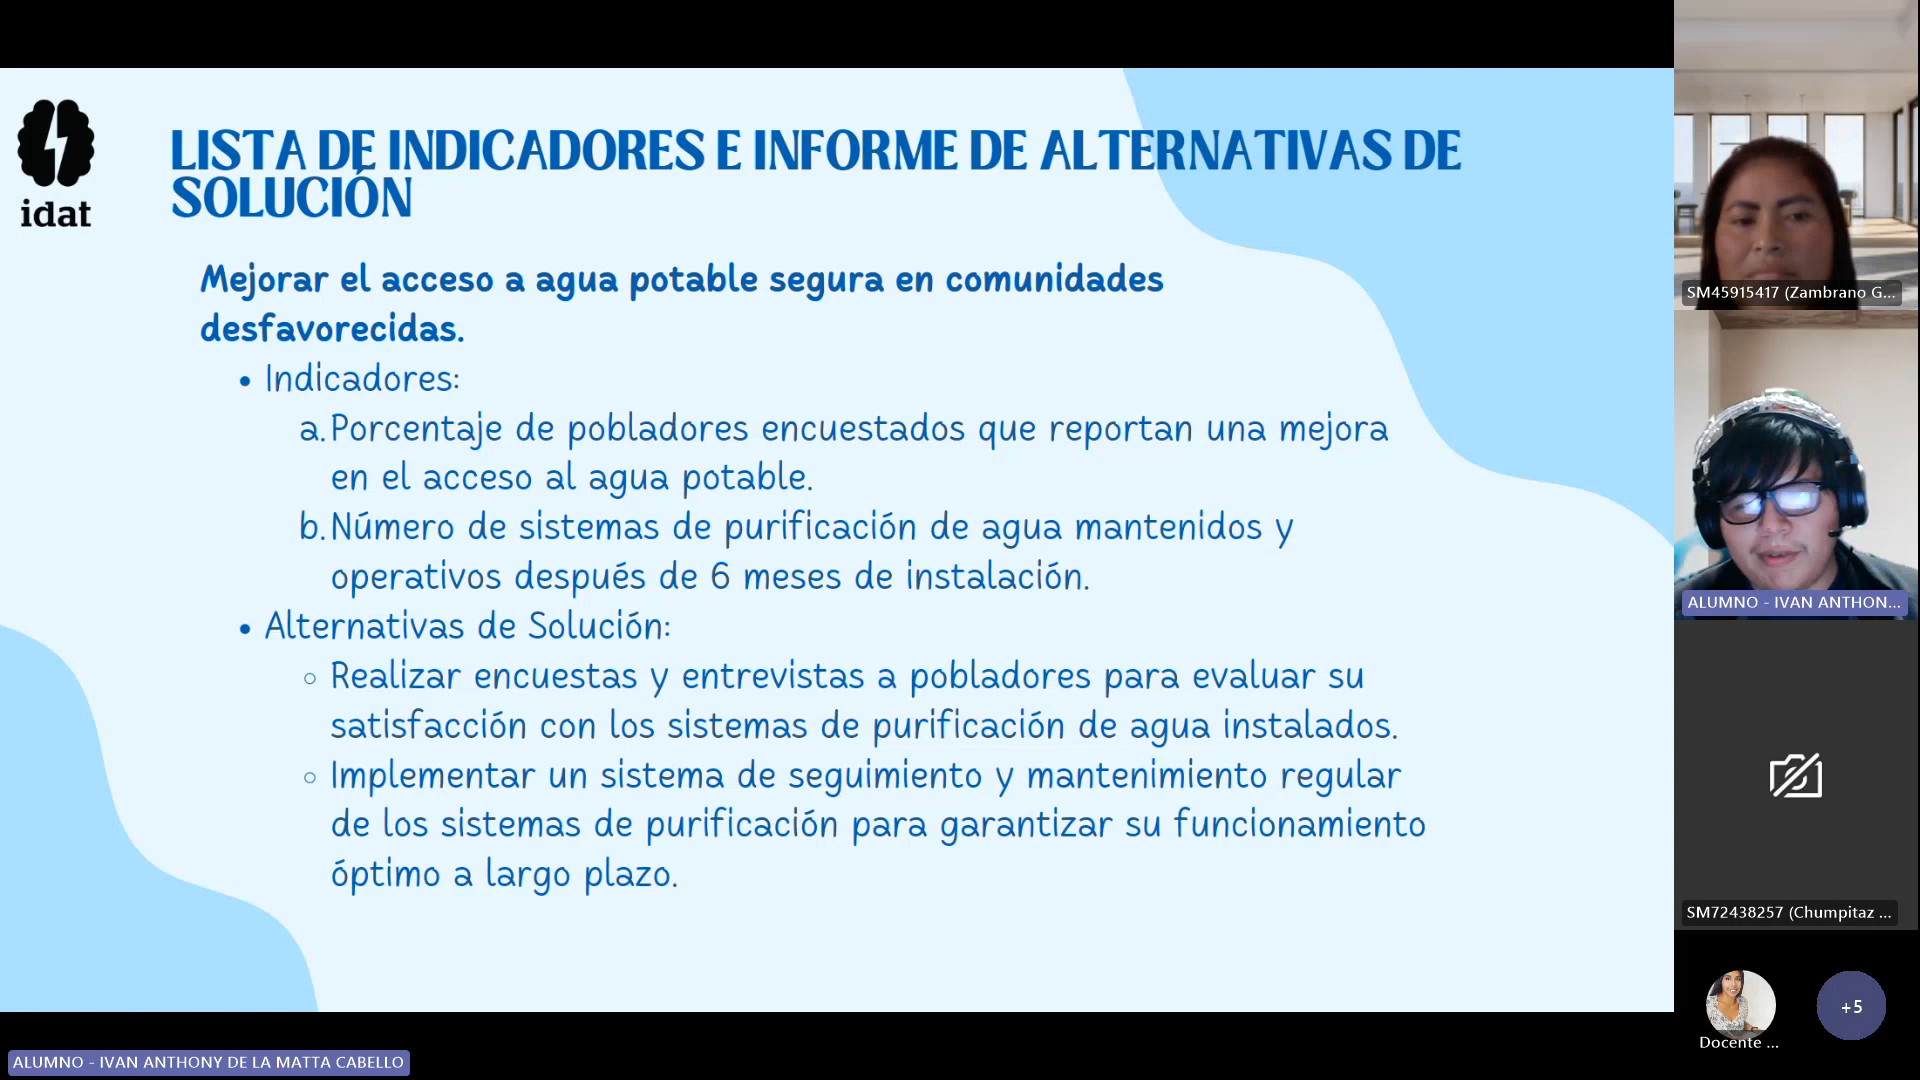 idat
LISTA DE INDICADORES E INFORME DE ALTERNATIVAS DE
SOLUCIÓN
Mejorar el acceso a agua potable segura en comunidades
desfavorecidas.
• Indicadores:
a. Porcentaje de pobladores encuestados que reportan una mejora
en el acceso al agua potable.
b. Número de sistemas de purificación de agua mantenidos y
operativos después de 6 meses de instalación.
• Alternativas de Solución:
○ Realizar encuestas y entrevistas a pobladores para evaluar su
satisfacción con los sistemas de purificación de agua instalados.
○ Implementar un sistema de seguimiento y mantenimiento regular
de los sistemas de purificación para garantizar su funcionamiento
óptimo a largo plazo.
SM45915417 (Zambrano G...
ALUMNO - IVAN ANTHON...
SM72438257 (Chumpitaz ...
Docente ...
+5
ALUMNO - IVAN ANTHONY DE LA MATTA CABELLO